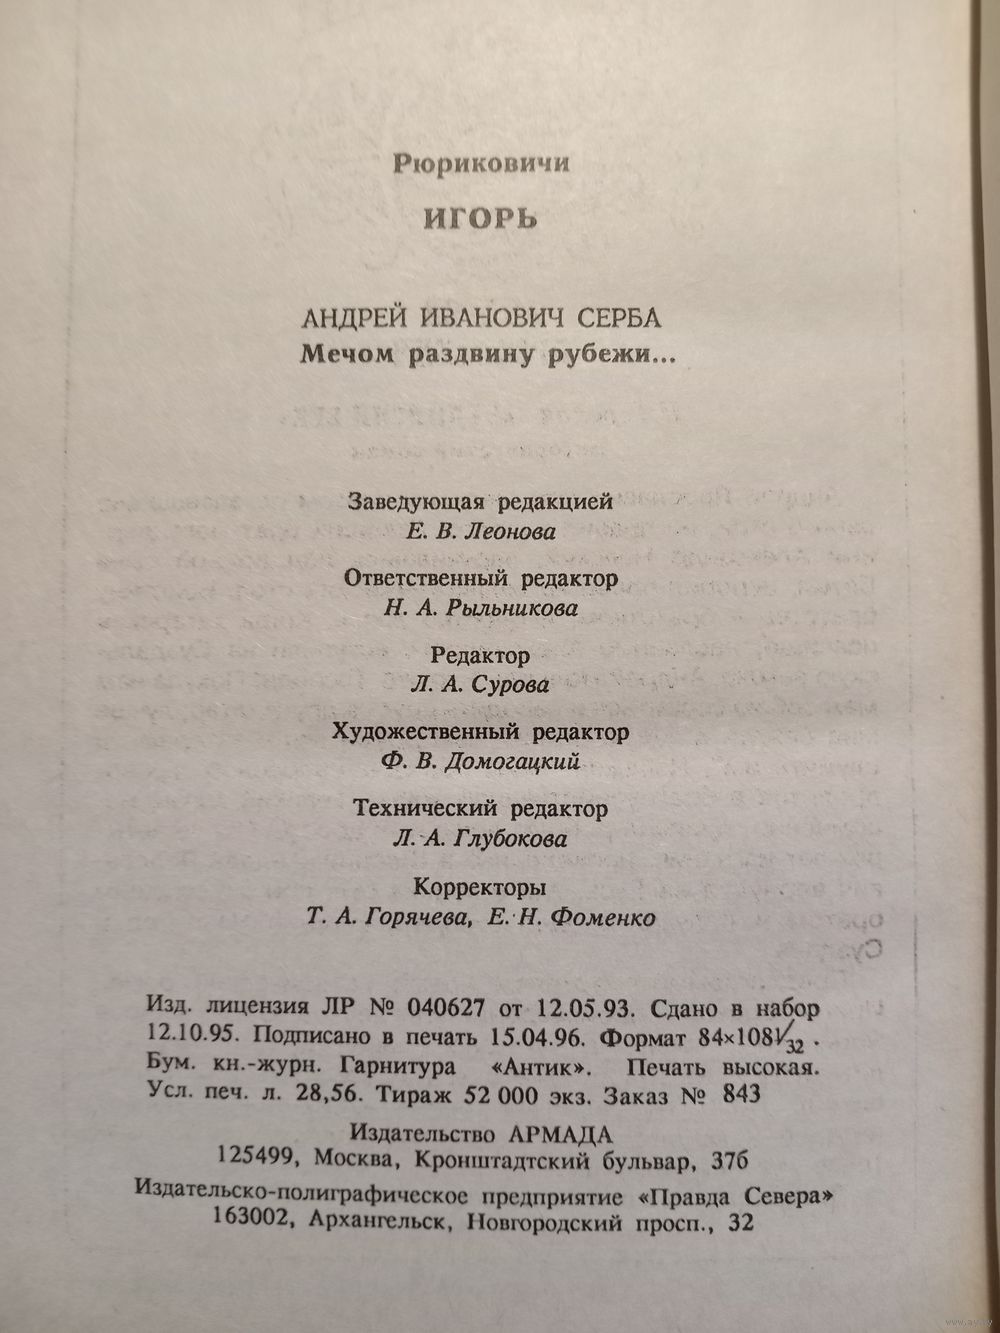 Рюриковичи
ИГОРЬ
АНДРЕЙ ИВАНОВИЧ СЕРБА
Мечом раздвину рубежи...
Заведующая редакцией
Е. В. Леонова
Ответственный редактор
Н. А. Рыльникова
Редактор
Л. А. Сурова
Художественный редактор
Ф. В. Домогацкий
Технический редактор
Л. А. Глубокова
Корректоры
Т. А. Горячева, Е. Н. Фоменко
Изд. лицензия ЛР № 040627 от 12.05.93. Сдано в набор
12.10.95. Подписано в печать 15.04.96. Формат 84×108 1/32 .
Бум. кн.-журн. Гарнитура «Антик». Печать высокая.
Усл. печ. л. 28,56. Тираж 52 000 экз. Заказ № 843
Издательство АРМАДА
125499, Москва, Кронштадтский бульвар, 37б
Издательско-полиграфическое предприятие «Правда Севера»
163002, Архангельск, Новгородский просп., 32